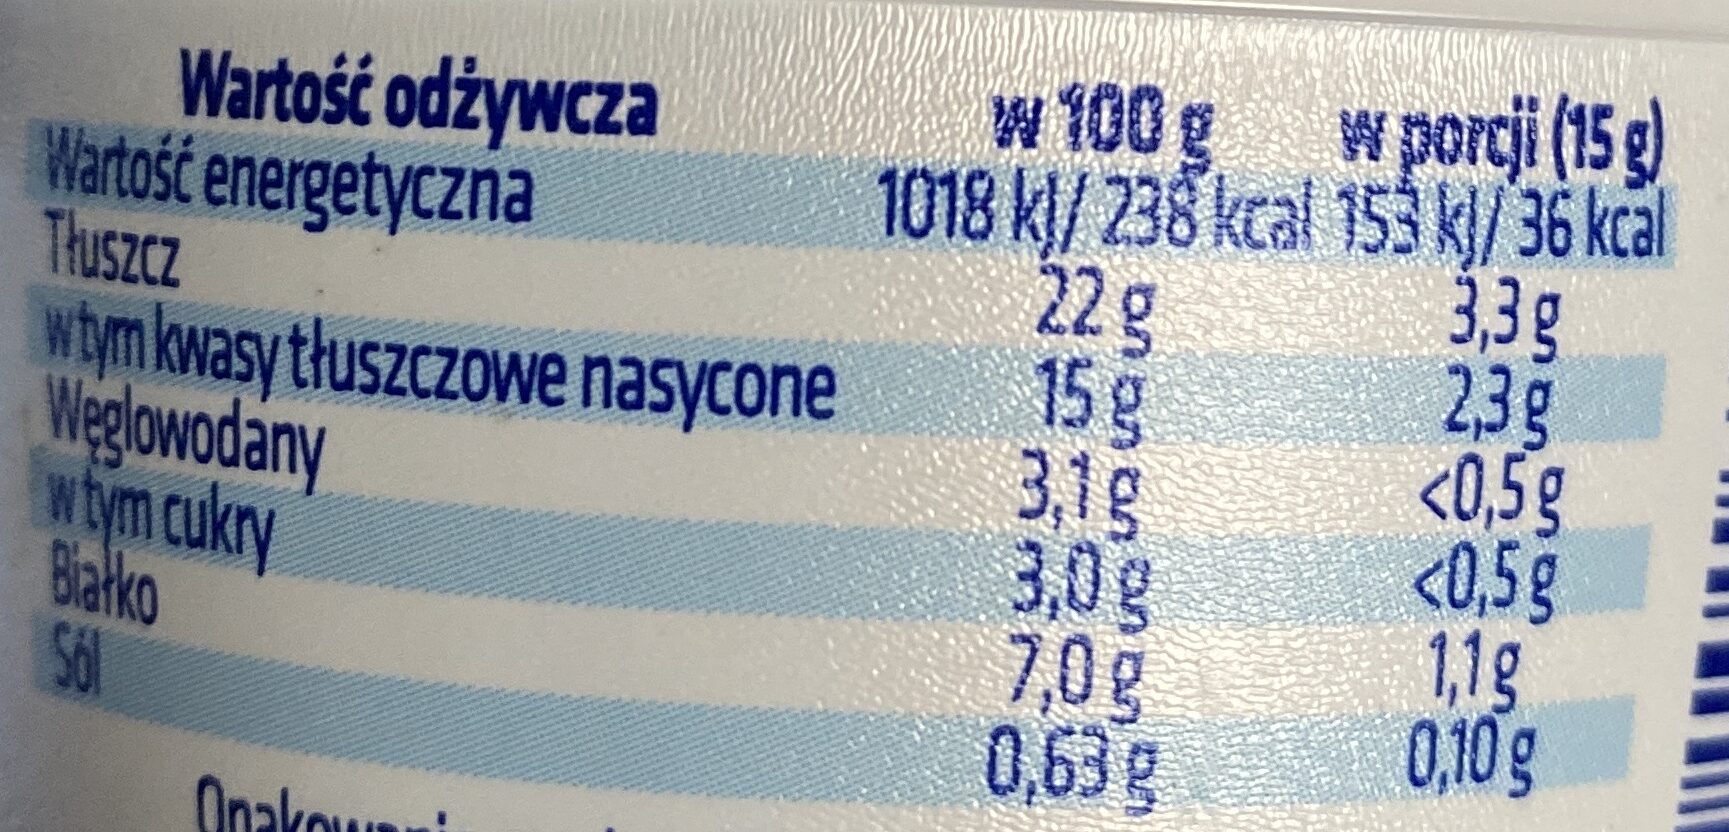 Wartość odżywcza w 100 g w porcji (15 g)
Wartość energetyczna 1018 kJ/ 238 kcal 153 kJ/ 36 kcal
Tłuszcz 22 g 3,3 g
w tym kwasy tłuszczowe nasycone 15 g 2,3 g
Węglowodany 3,1 g <0,5 g
w tym cukry 3,0 g <0,5 g
Białko 7,0 g 1,1 g
Sól 0,63 g 0,10 g